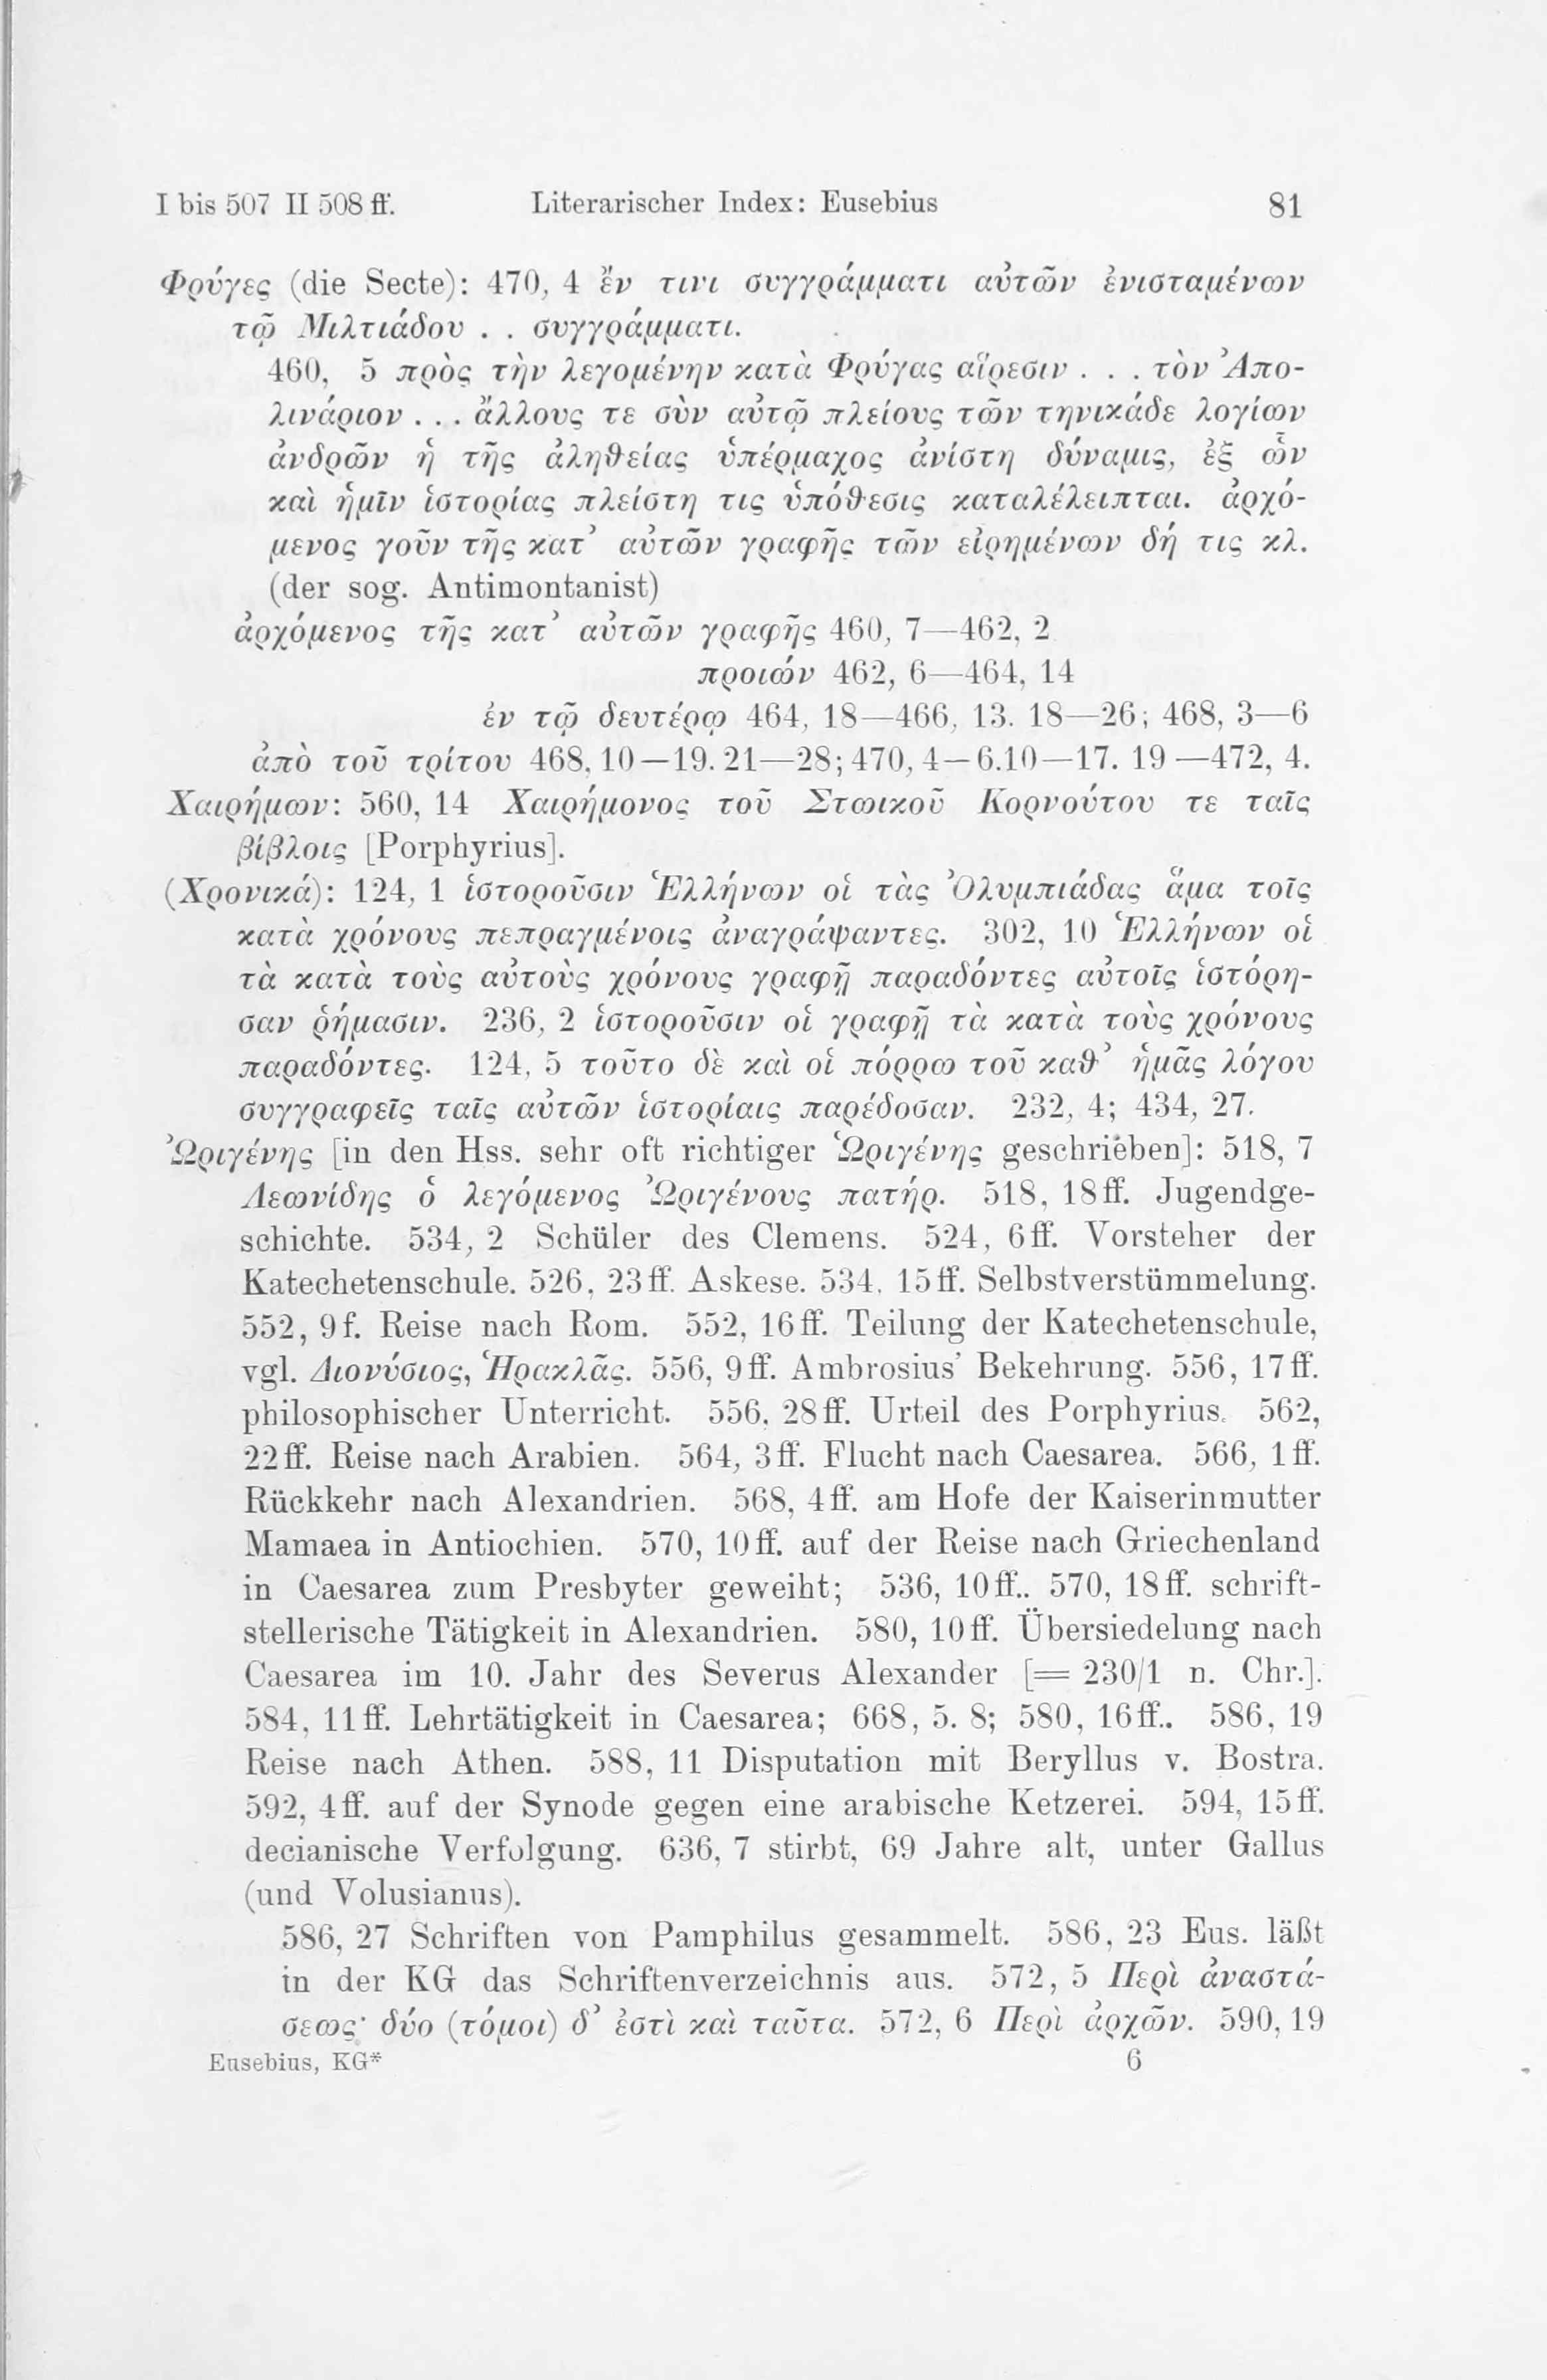 I bis 507 II 508 ff. Literarischer Index: Eusebius 81
Φρύγες (die Secte): 470, 4 ἔν τινι συγγράμματι αὐτῶν ἐνισταμένων
τῷ Μιλτιάδου . . συγγράμματι.
460, 5 πρὸς τὴν λεγομένην κατὰ Φρύγας αἵρεσιν . . . τὸν Ἀπο-
λινάριον . . . ἄλλους τε σὺν αὐτῷ πλείους τῶν τηνικάδε λογίων
ἀνδρῶν ἡ τῆς ἀληθείας ὑπέρμαχος ἀνίστη δύναμις, ἐξ ὧν
καὶ ἡμῖν ἱστορίας πλείστη τις ὑπόθεσις καταλέλειπται. ἀρχό-
μενος γοῦν τῆς κατ’ αὐτῶν γραφῆς τῶν εἰρημένων δή τις κλ.
(der sog. Antimontanist)
ἀρχόμενος τῆς κατ’ αὐτῶν γραφῆς 460, 7—462, 2
προιών 462, 6—464, 14
ἐν τῷ δευτέρῳ 464, 18—466, 13. 18—26; 468, 3—6
ἀπὸ τοῦ τρίτου 468, 10—19. 21—28; 470, 4—6. 10—17. 19—472, 4.
Χαιρήμων: 560, 14 Χαιρήμονος τοῦ Στωικοῦ Κορνούτου τε ταῖς
βίβλοις [Porphyrius].
(Χρονικά): 124, 1 ἱστοροῦσιν Ἑλλήνων οἱ τὰς Ὀλυμπιάδας ἅμα τοῖς
κατὰ χρόνους πεπραγμένοις ἀναγράψαντες. 302, 10 Ἑλλήνων οἱ
τὰ κατὰ τοὺς αὐτοὺς χρόνους γραφῇ παραδόντες αὐτοῖς ἱστόρη-
σαν ῥήμασιν. 236, 2 ἱστοροῦσιν οἱ γραφῇ τὰ κατὰ τοὺς χρόνους
παραδόντες. 124, 5 τοῦτο δὲ καὶ οἱ πόρρω τοῦ καθ’ ἡμᾶς λόγου
συγγραφεῖς ταῖς αὐτῶν ἱστορίαις παρέδοσαν. 232, 4; 434, 27.
Ὠριγένης [in den Hss. sehr oft richtiger Ὡριγένης geschrieben]: 518, 7
Λεωνίδης ὁ λεγόμενος Ὠριγένους πατήρ. 518, 18 ff. Jugendge-
schichte. 534, 2 Schüler des Clemens. 524, 6 ff. Vorsteher der
Katechetenschule. 526, 23 ff. Askese. 534, 15 ff. Selbstverstümmelung.
552, 9 f. Reise nach Rom. 552, 16 ff. Teilung der Katechetenschule,
vgl. Διονύσιος, Ἡρακλᾶς. 556, 9 ff. Ambrosius’ Bekehrung. 556, 17 ff.
philosophischer Unterricht. 556, 28 ff. Urteil des Porphyrius. 562,
22 ff. Reise nach Arabien. 564, 3 ff. Flucht nach Caesarea. 566, 1 ff.
Rückkehr nach Alexandrien. 568, 4 ff. am Hofe der Kaiserinmutter
Mamaea in Antiochien. 570, 10 ff. auf der Reise nach Griechenland
in Caesarea zum Presbyter geweiht; 536, 10 ff.. 570, 18 ff. schrift-
stellerische Tätigkeit in Alexandrien. 580, 10 ff. Übersiedelung nach
Caesarea im 10. Jahr des Severus Alexander [= 230/1 n. Chr.].
584, 11 ff. Lehrtätigkeit in Caesarea; 668, 5. 8; 580, 16 ff.. 586, 19
Reise nach Athen. 588, 11 Disputation mit Beryllus v. Bostra.
592, 4 ff. auf der Synode gegen eine arabische Ketzerei. 594, 15 ff.
decianische Verfolgung. 636, 7 stirbt, 69 Jahre alt, unter Gallus
(und Volusianus).
586, 27 Schriften von Pamphilus gesammelt. 586, 23 Eus. läßt
in der KG das Schriftenverzeichnis aus. 572, 5 Περὶ ἀναστά-
σεως· δύο (τόμοι) δ’ ἐστὶ καὶ ταῦτα. 572, 6 Περὶ ἀρχῶν. 590, 19
Eusebius, KG* 6